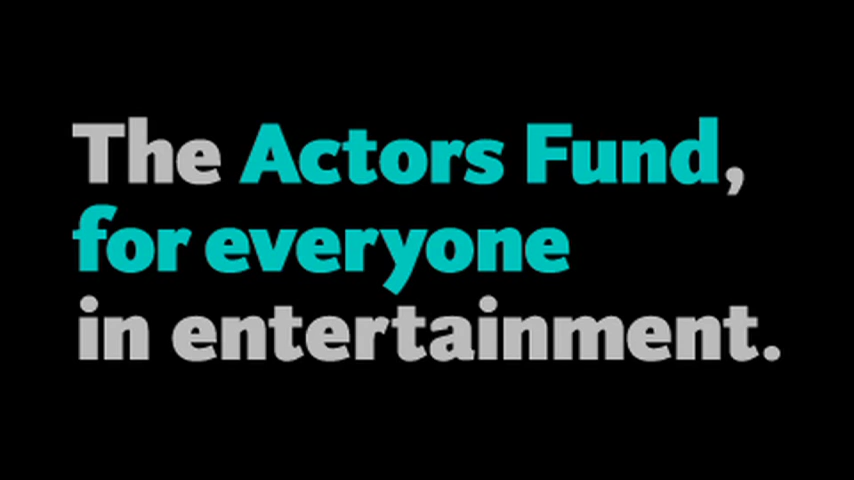 The Actors Fund,
for everyone
in entertainment.